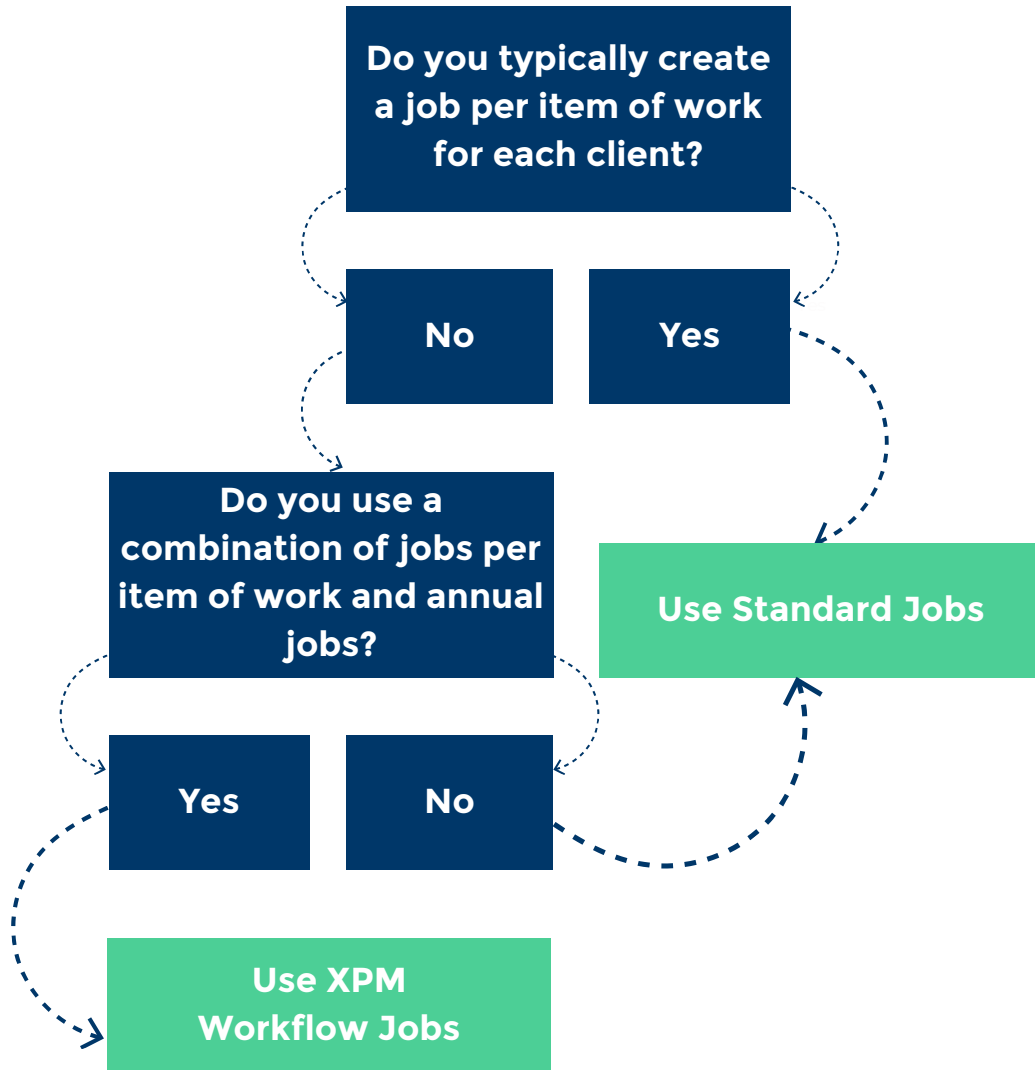 Do you typically create
a job per item of work
for each client?
No
Yes
Do you use a
combination of jobs per
item of work and annual
jobs?
Use Standard Jobs
Yes
No
Use XPM
Workflow Jobs